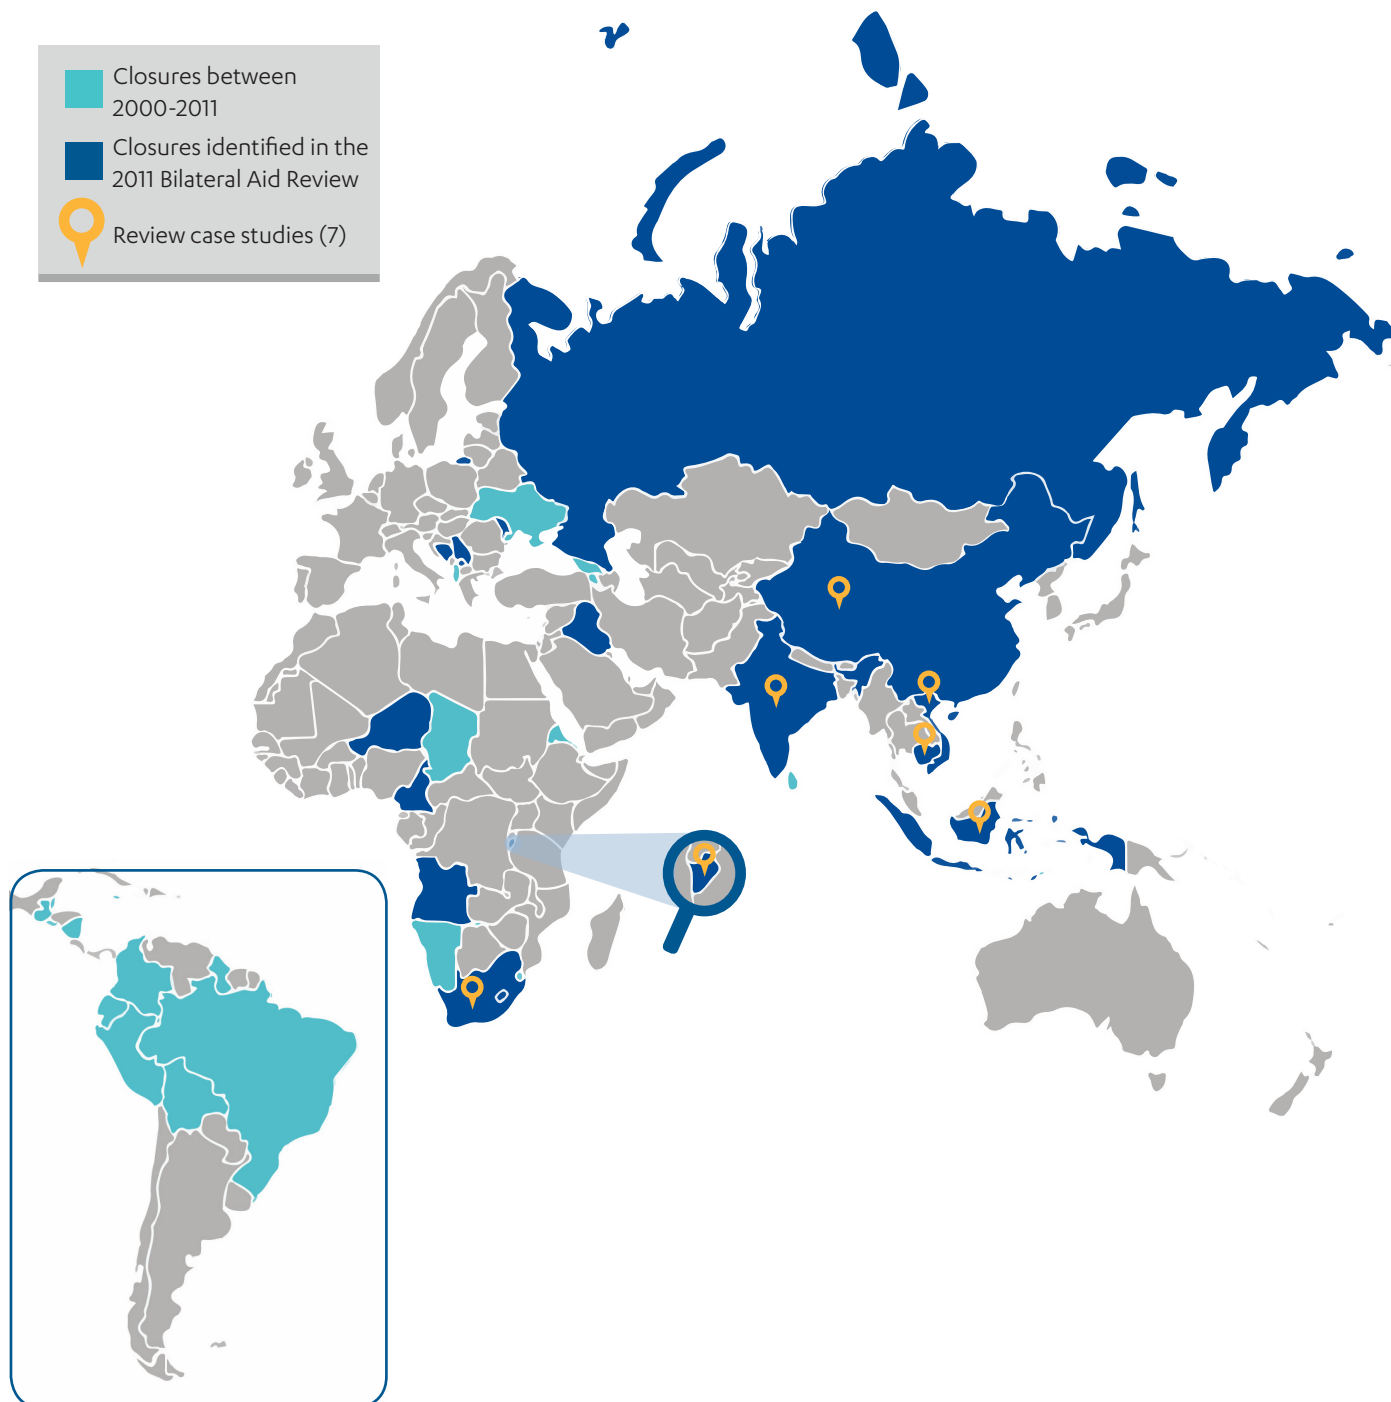 Closures between
2000-2011
Closures identified in the
2011 Bilateral Aid Review
Review case studies (7)